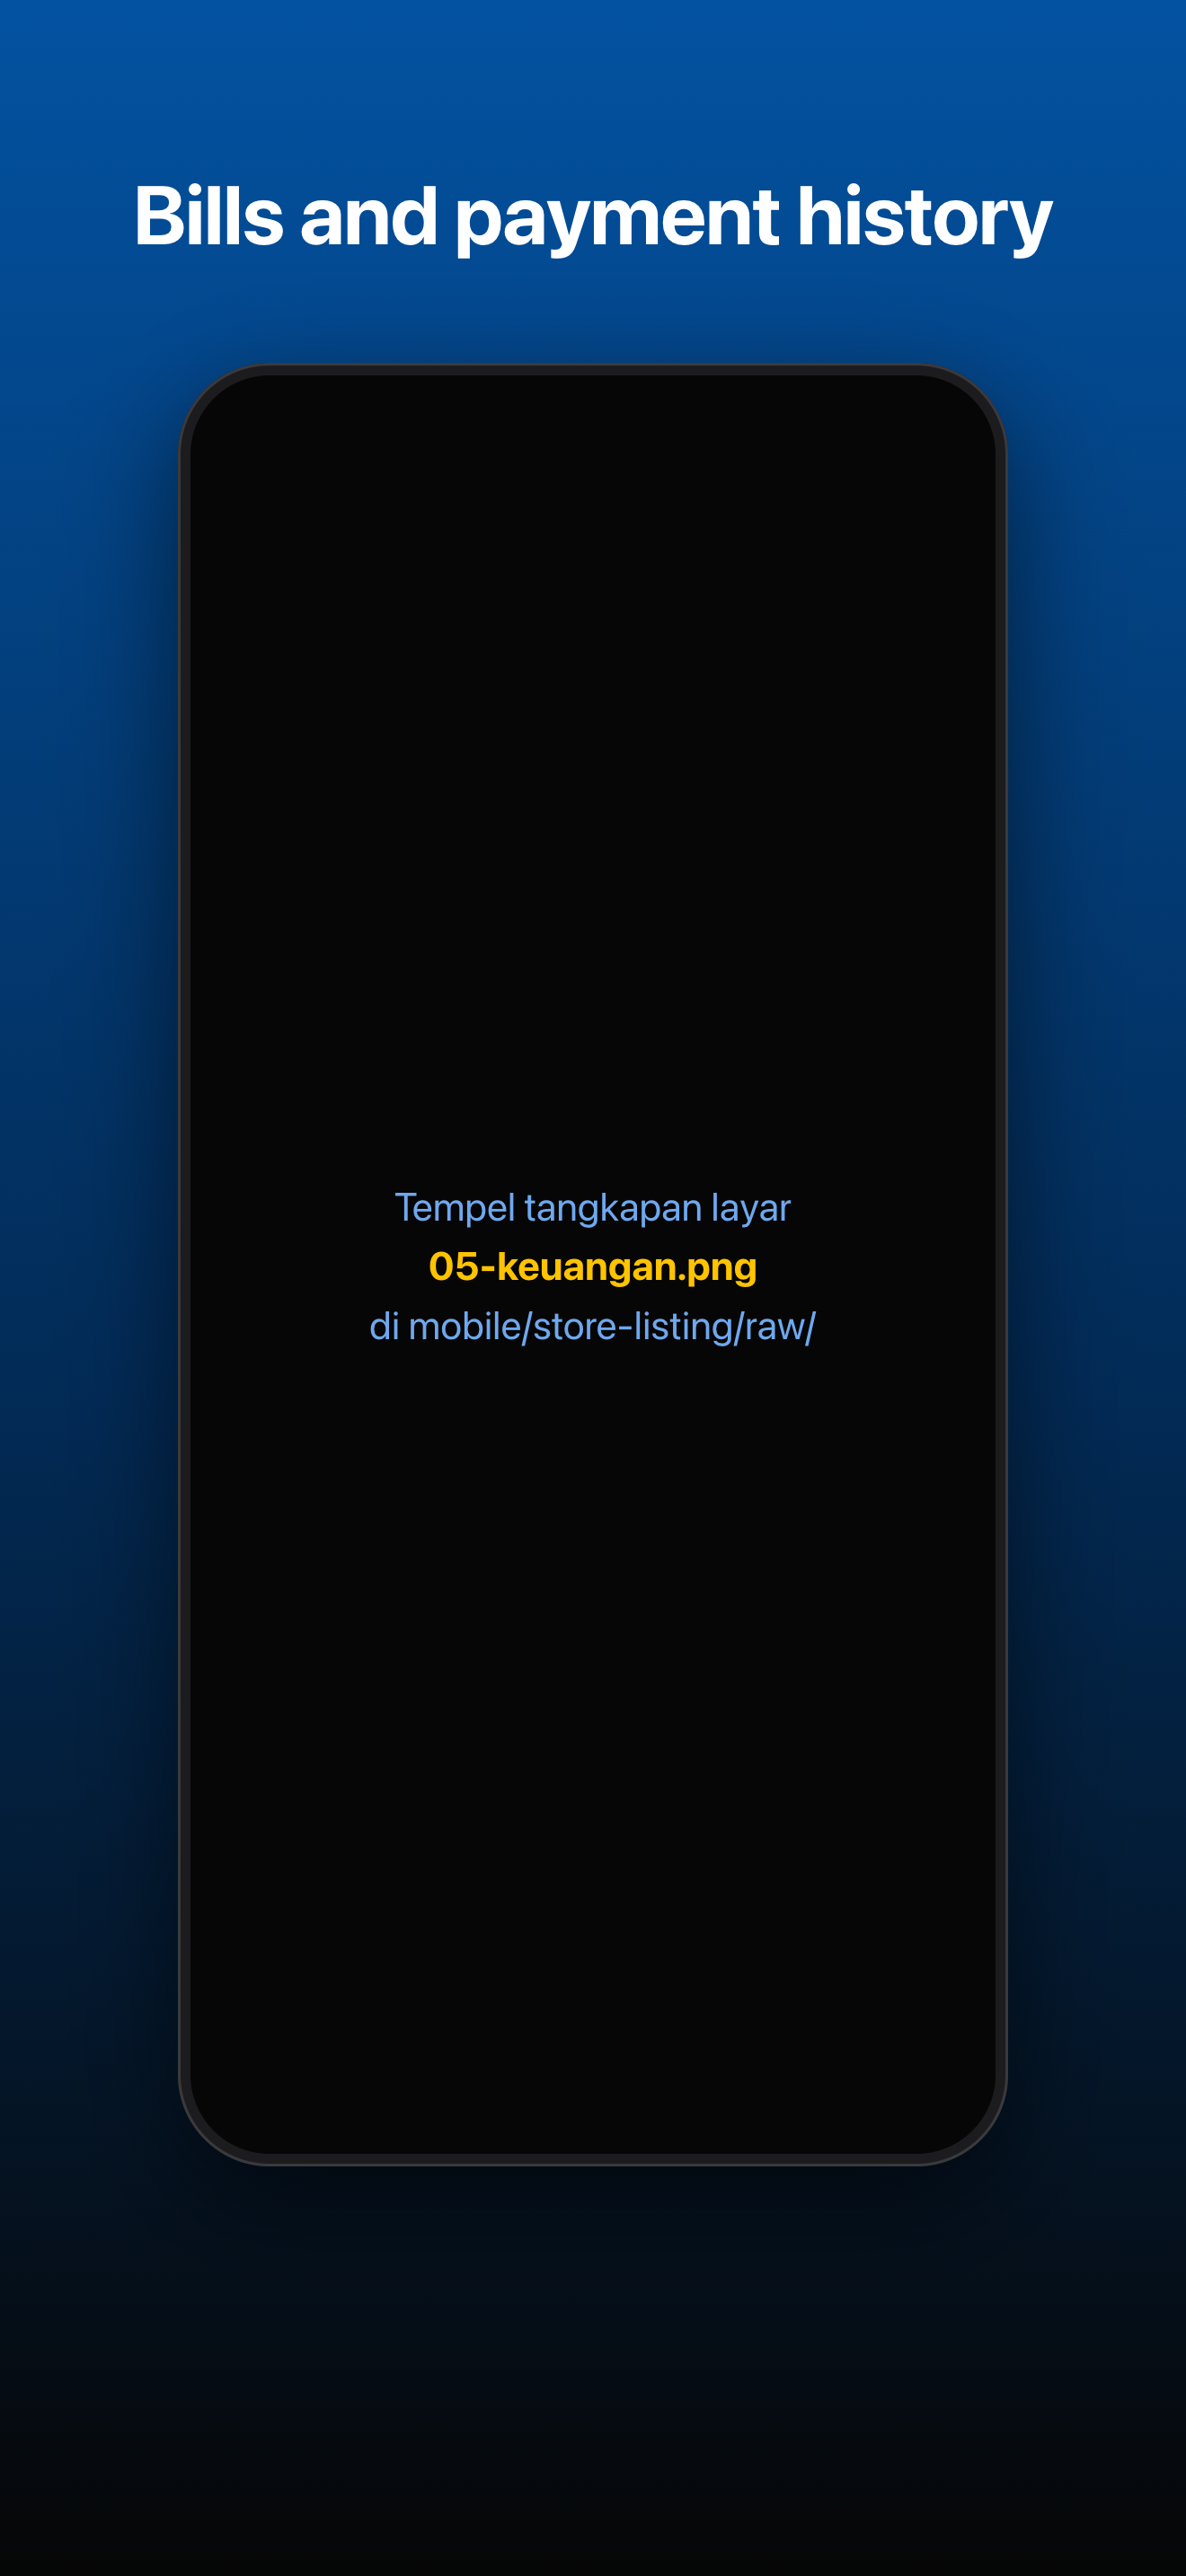 Bills and payment history
Tempel tangkapan layar
05-keuangan.png
di mobile/store-listing/raw/